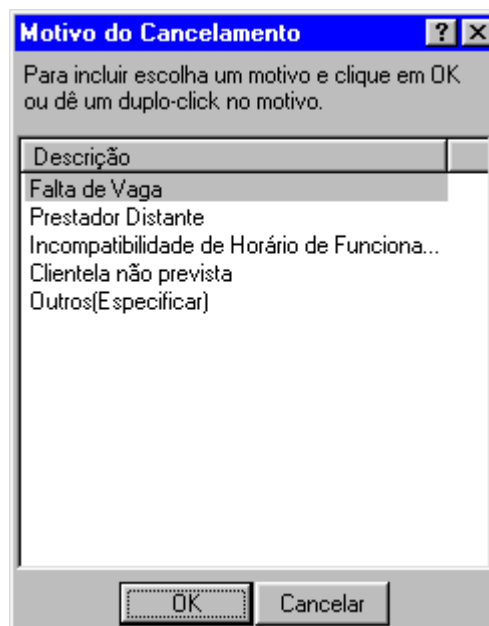 Motivo do Cancelamento
Para incluir escolha um motivo e clique em OK
ou dê um duplo-click no motivo.
Descrição
Falta de Vaga
Prestador Distante
Incompatibilidade de Horário de Funciona...
Clientela não prevista
Outros(Especificar)
OK Cancelar